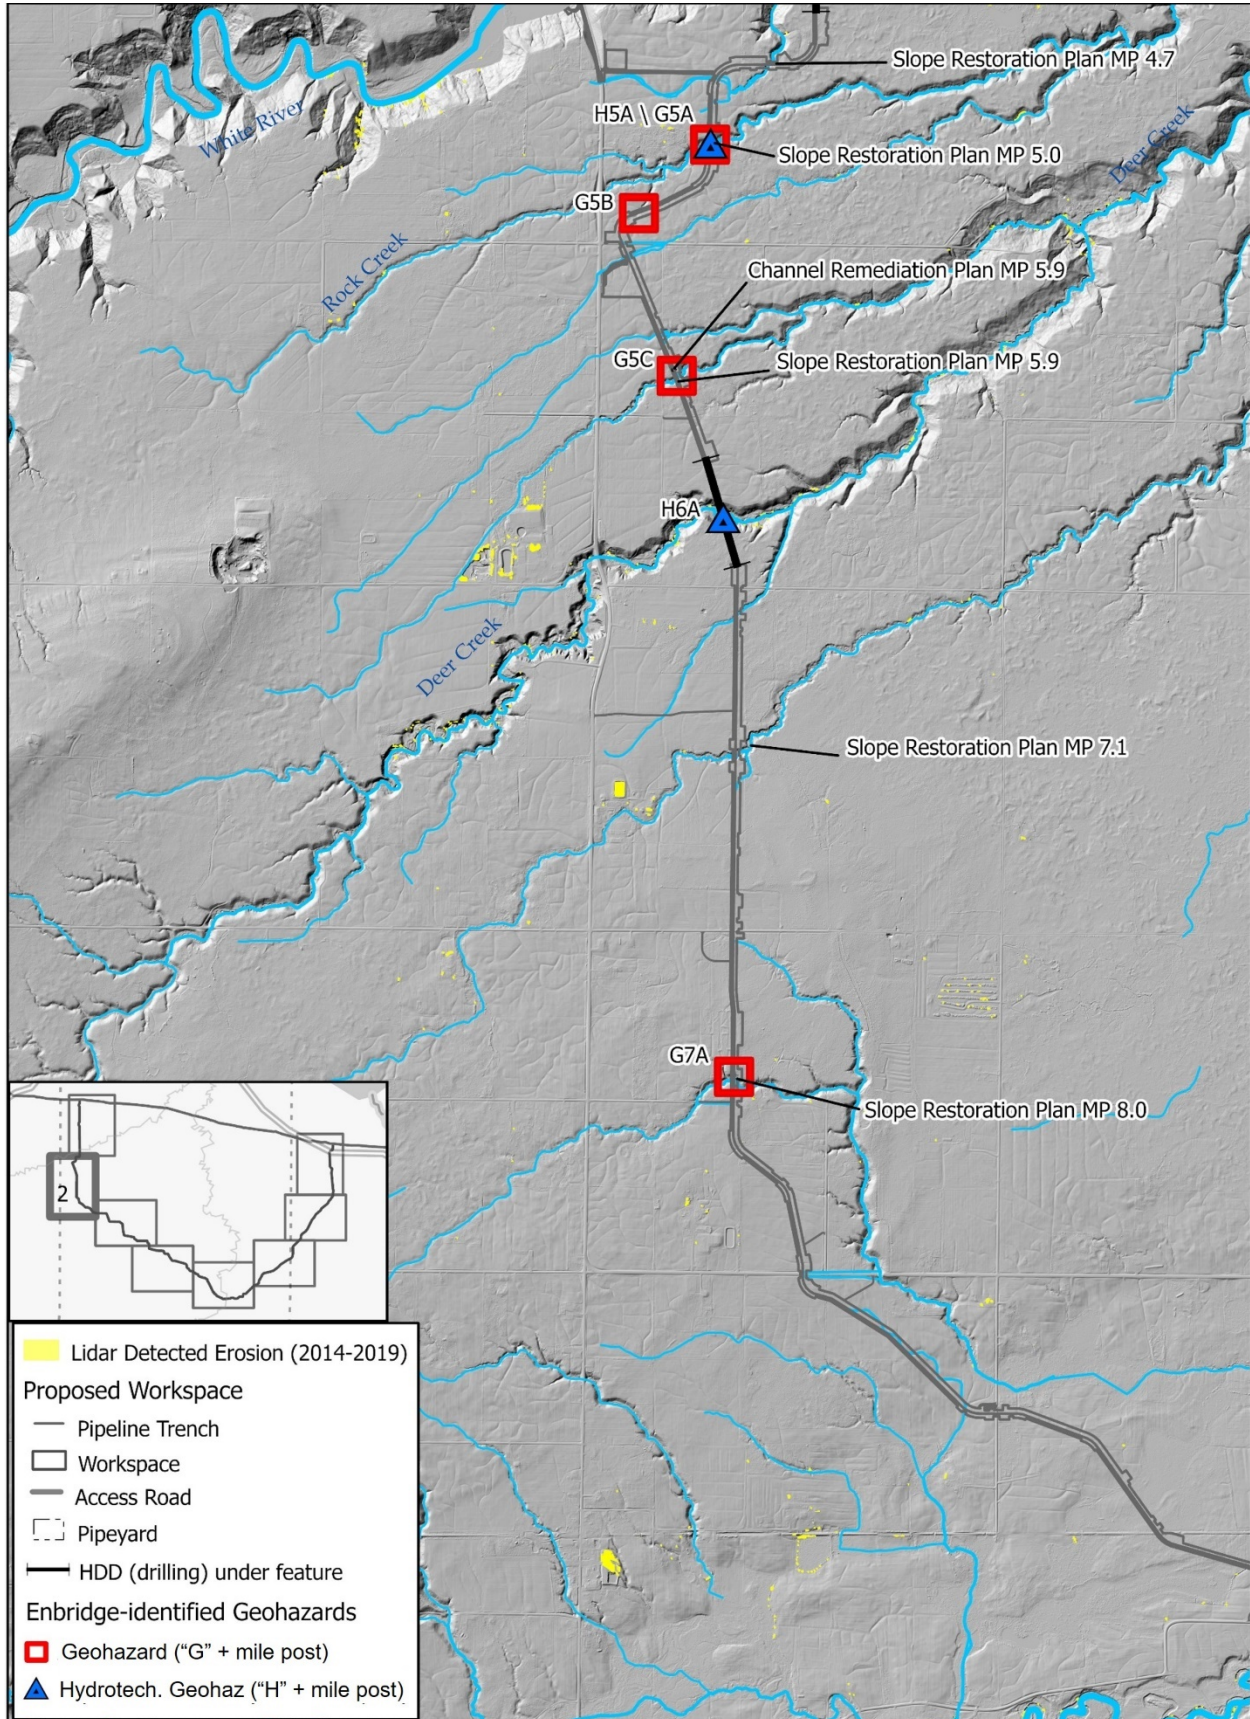 Slope Restoration Plan MP 4.7
White River
H5A \ G5A
Slope Restoration Plan MP 5.0
Deer Creek
G5B
Rock Creek
Channel Remediation Plan MP 5.9
G5C
Slope Restoration Plan MP 5.9
H6A
Deer Creek
Slope Restoration Plan MP 7.1
G7A
Slope Restoration Plan MP 8.0
2
Lidar Detected Erosion (2014-2019)
Proposed Workspace
Pipeline Trench
Workspace
Access Road
Pipeyard
HDD (drilling) under feature
Enbridge-identified Geohazards
Geohazard (“G” + mile post)
Hydrotech. Geohaz (“H” + mile post)